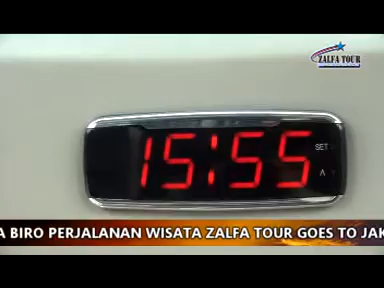 ZALFA TOUR
15:55
SET
A BIRO PERJALANAN WISATA ZALFA TOUR GOES TO JAK